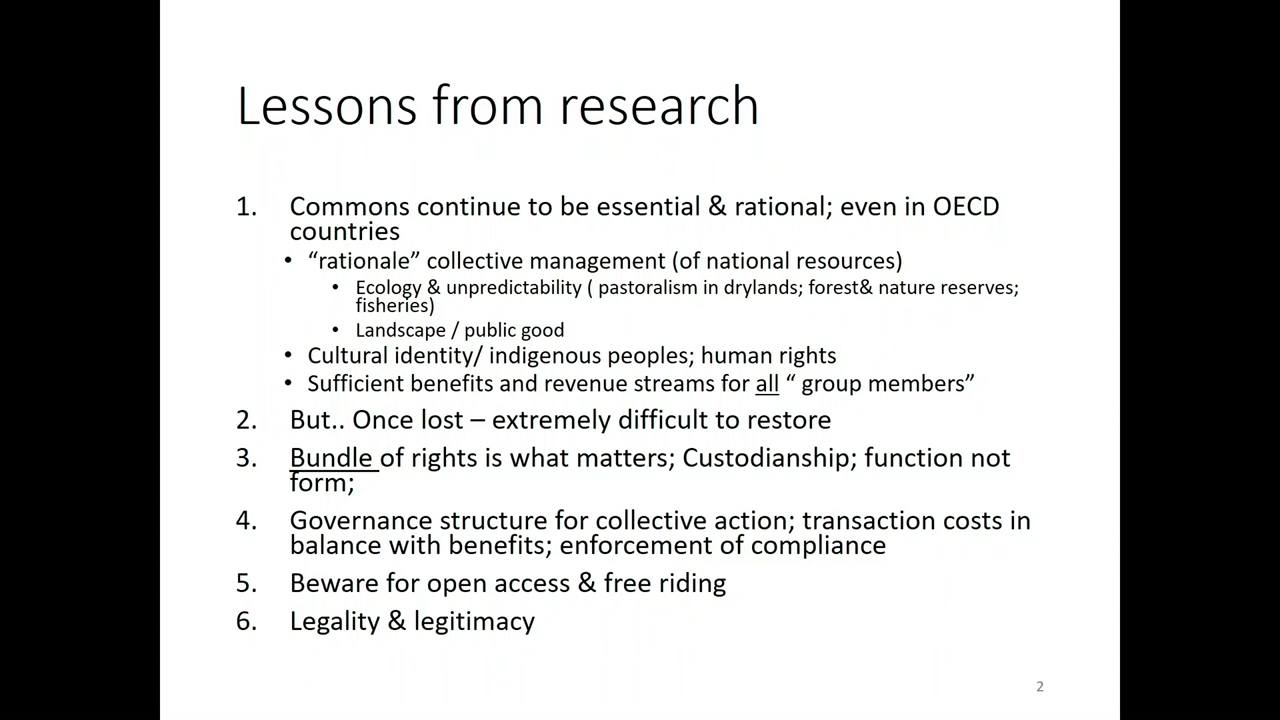 Lessons from research
1. Commons continue to be essential & rational; even in OECD
countries
• “rationale” collective management (of national resources)
• Ecology & unpredictability ( pastoralism in drylands; forest& nature reserves;
fisheries)
• Landscape / public good
• Cultural identity/ indigenous peoples; human rights
• Sufficient benefits and revenue streams for all “ group members”
2. But.. Once lost – extremely difficult to restore
3. Bundle of rights is what matters; Custodianship; function not
form;
4. Governance structure for collective action; transaction costs in
balance with benefits; enforcement of compliance
5. Beware for open access & free riding
6. Legality & legitimacy
2